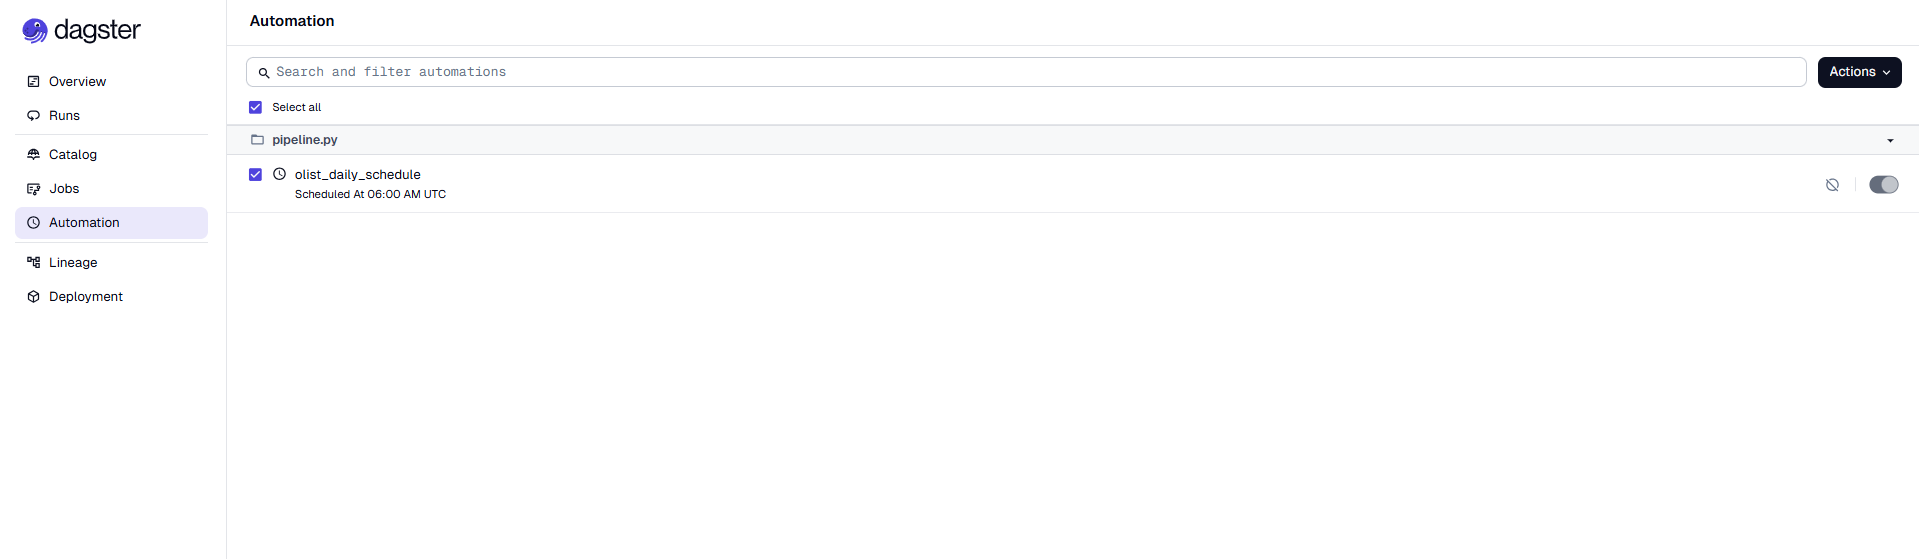 dagster
Overview
Runs
Catalog
Jobs
Automation
Lineage
Deployment
Automation
Search and filter automations
Actions
Select all
pipeline.py
olist_daily_schedule
Scheduled At 06:00 AM UTC